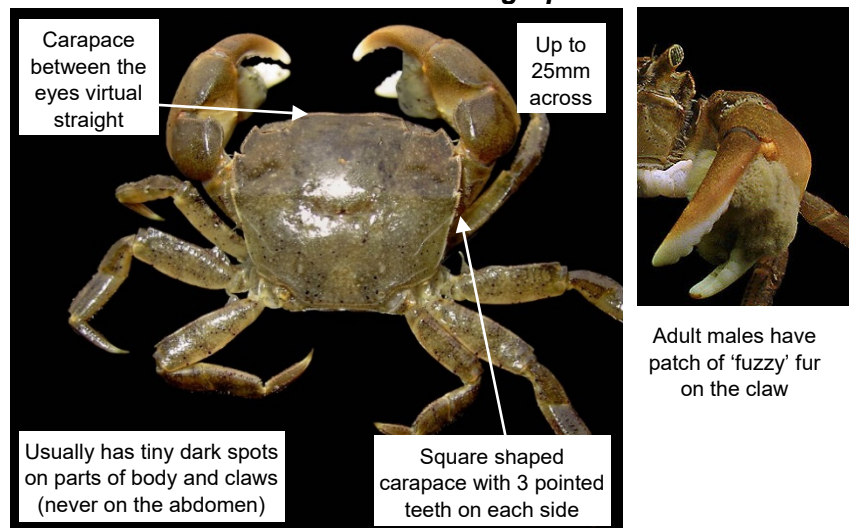 Carapace
between the
eyes virtual
straight
Up to
25mm
across
Adult males have
patch of ‘fuzzy’ fur
on the claw
Usually has tiny dark spots
on parts of body and claws
(never on the abdomen)
Square shaped
carapace with 3 pointed
teeth on each side